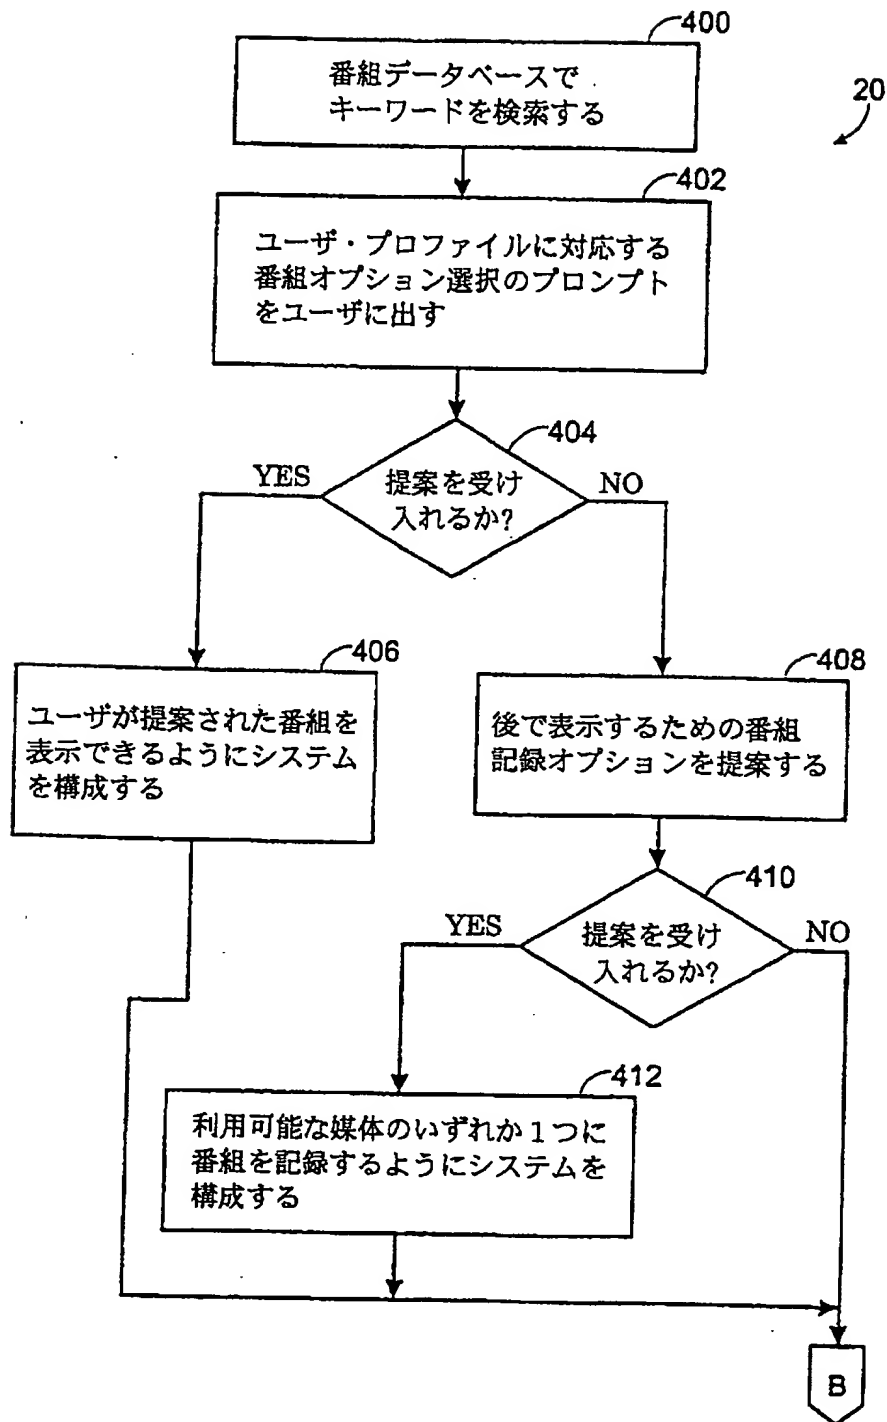 400
番組データベースで
キーワードを検索する
20
402
ユーザ・プロファイルに対応する
番組オプション選択のプロンプト
をユーザに出す
404
YES
提案を受け
入れるか?
NO
406
ユーザが提案された番組を
表示できるようにシステム
を構成する
408
後で表示するための番組
記録オプションを提案する
410
YES
提案を受け
入れるか?
NO
412
利用可能な媒体のいずれか1つに
番組を記録するようにシステムを
構成する
B